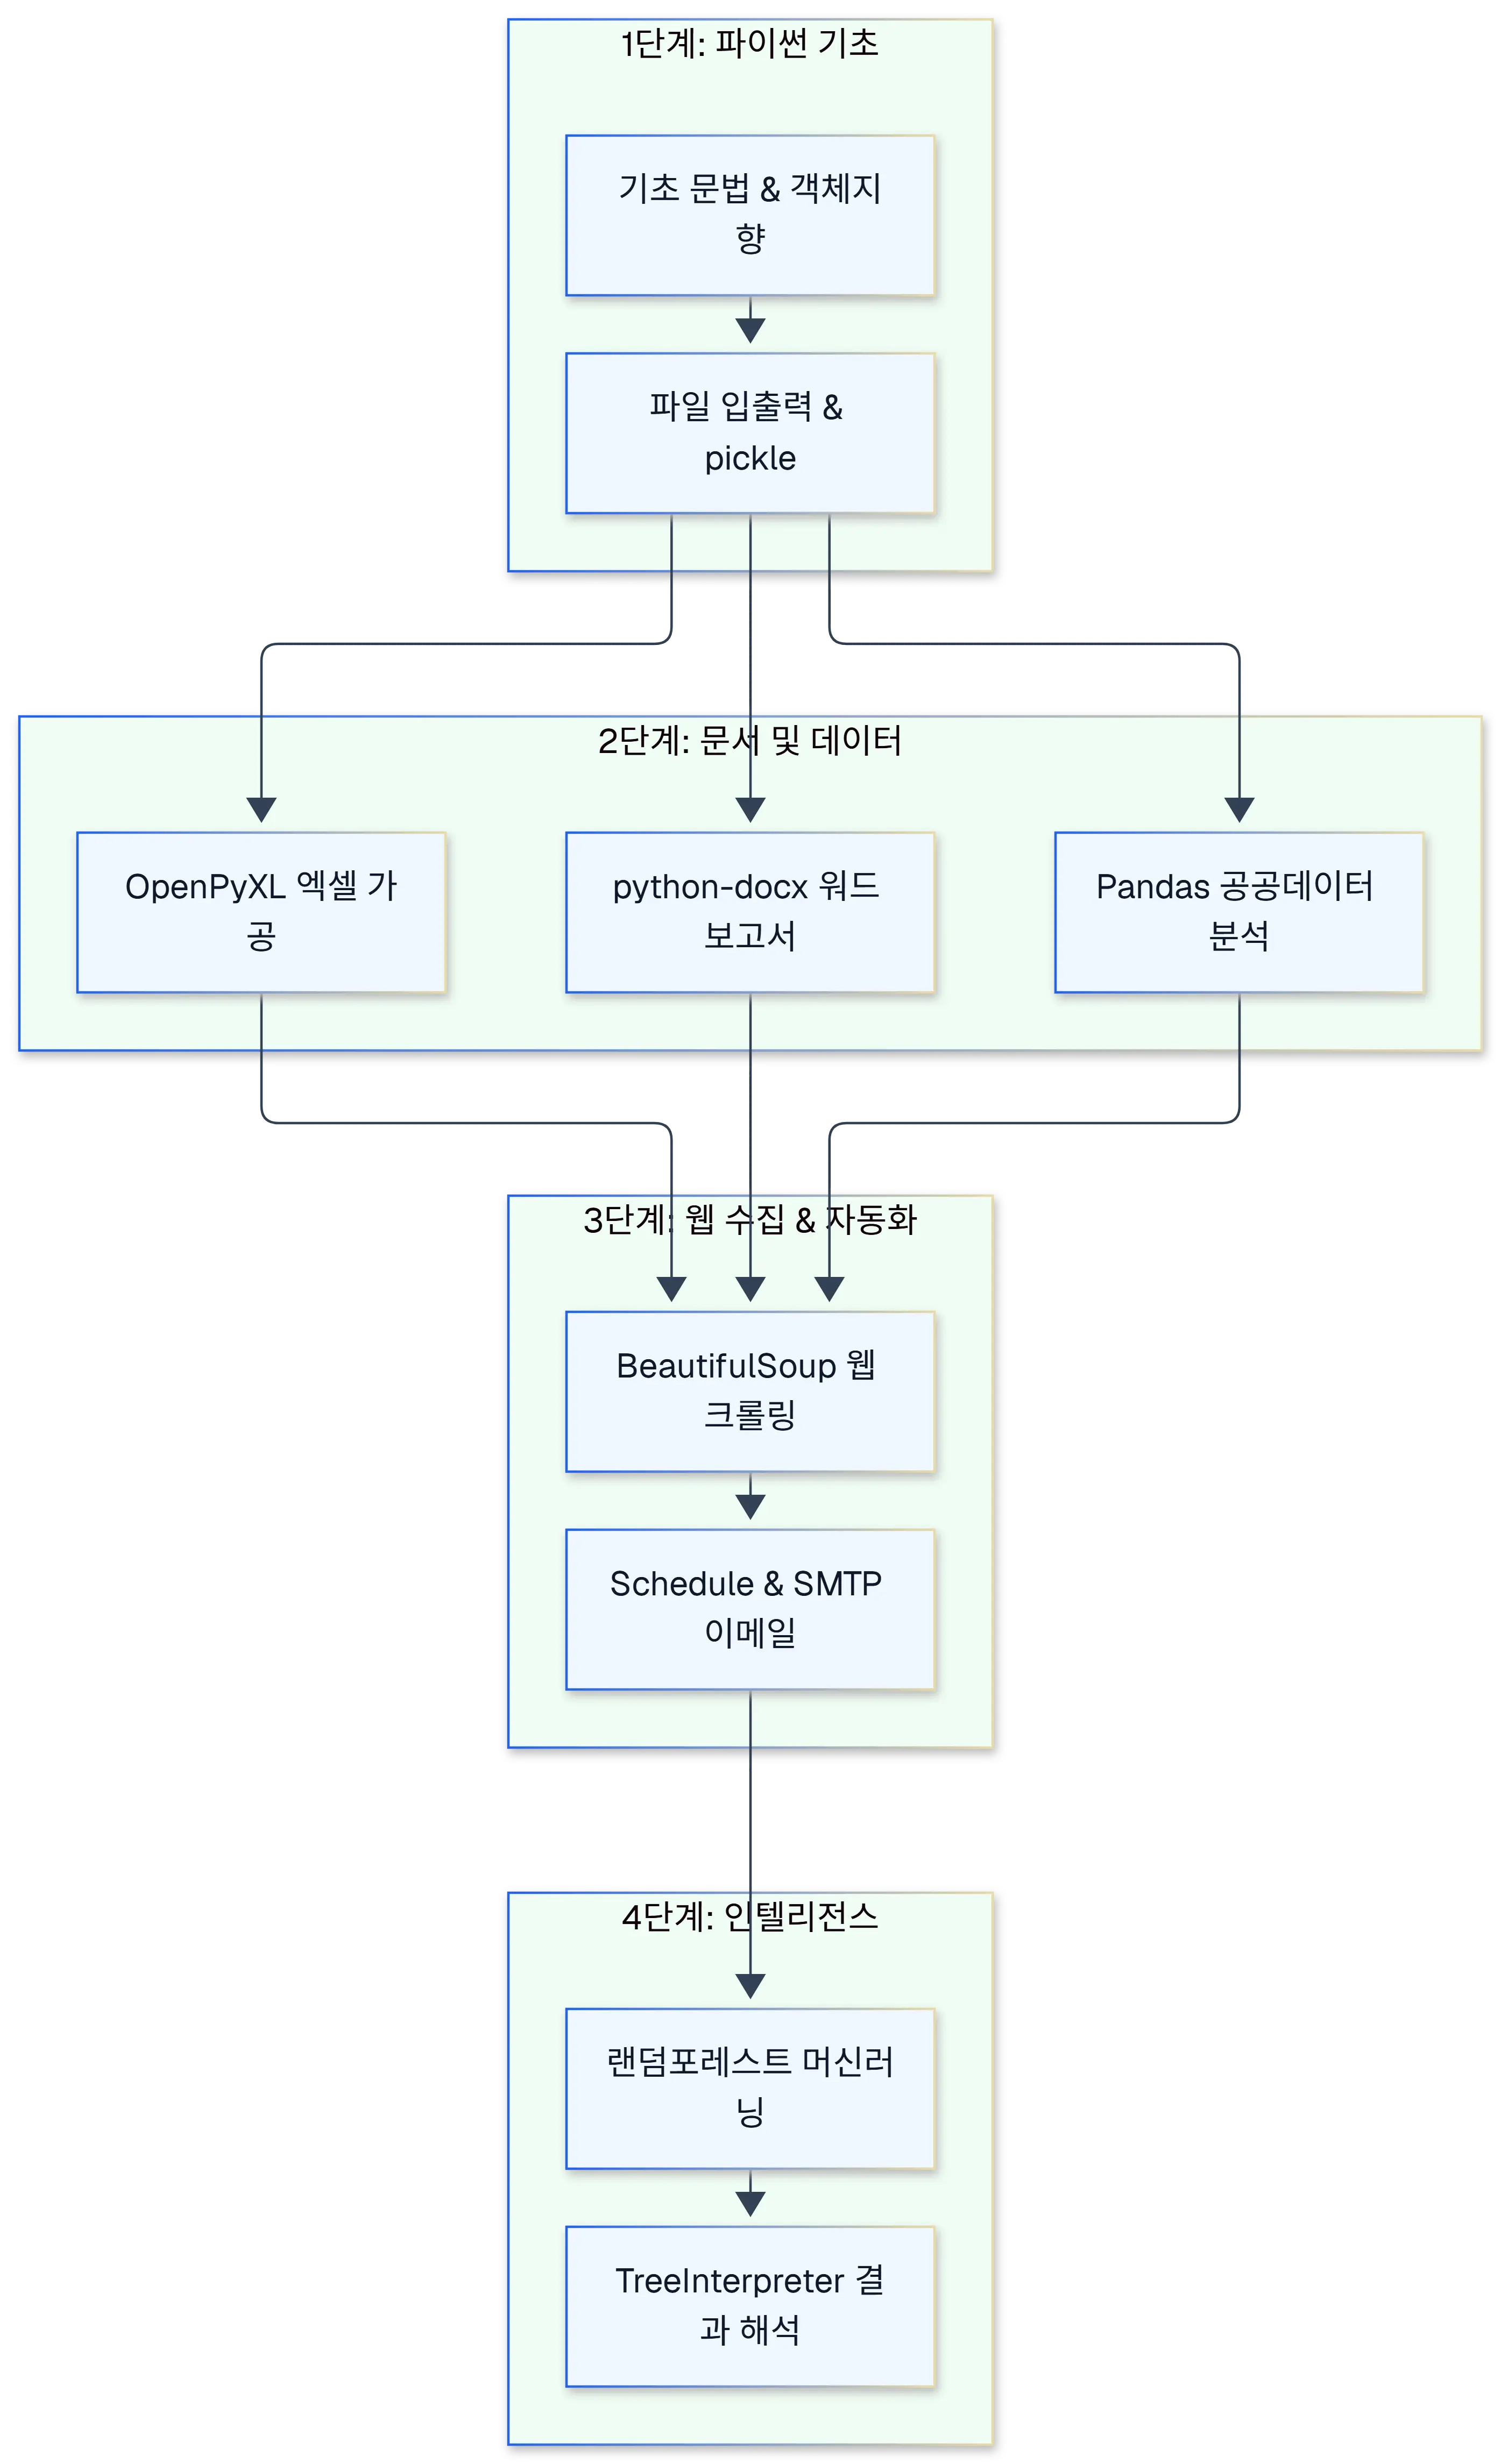 1단계: 파이썬 기초
기초 문법 & 객체지
향
파일 입출력 &
pickle
2단계: 문서 및 데이터
OpenPyXL 엑셀 가
공
python-docx 워드
보고서
Pandas 공공데이터
분석
3단계: 웹 수집 & 자동화
BeautifulSoup 웹
크롤링
Schedule & SMTP
이메일
4단계: 인텔리전스
랜덤포레스트 머신러
닝
TreeInterpreter 결
과 해석